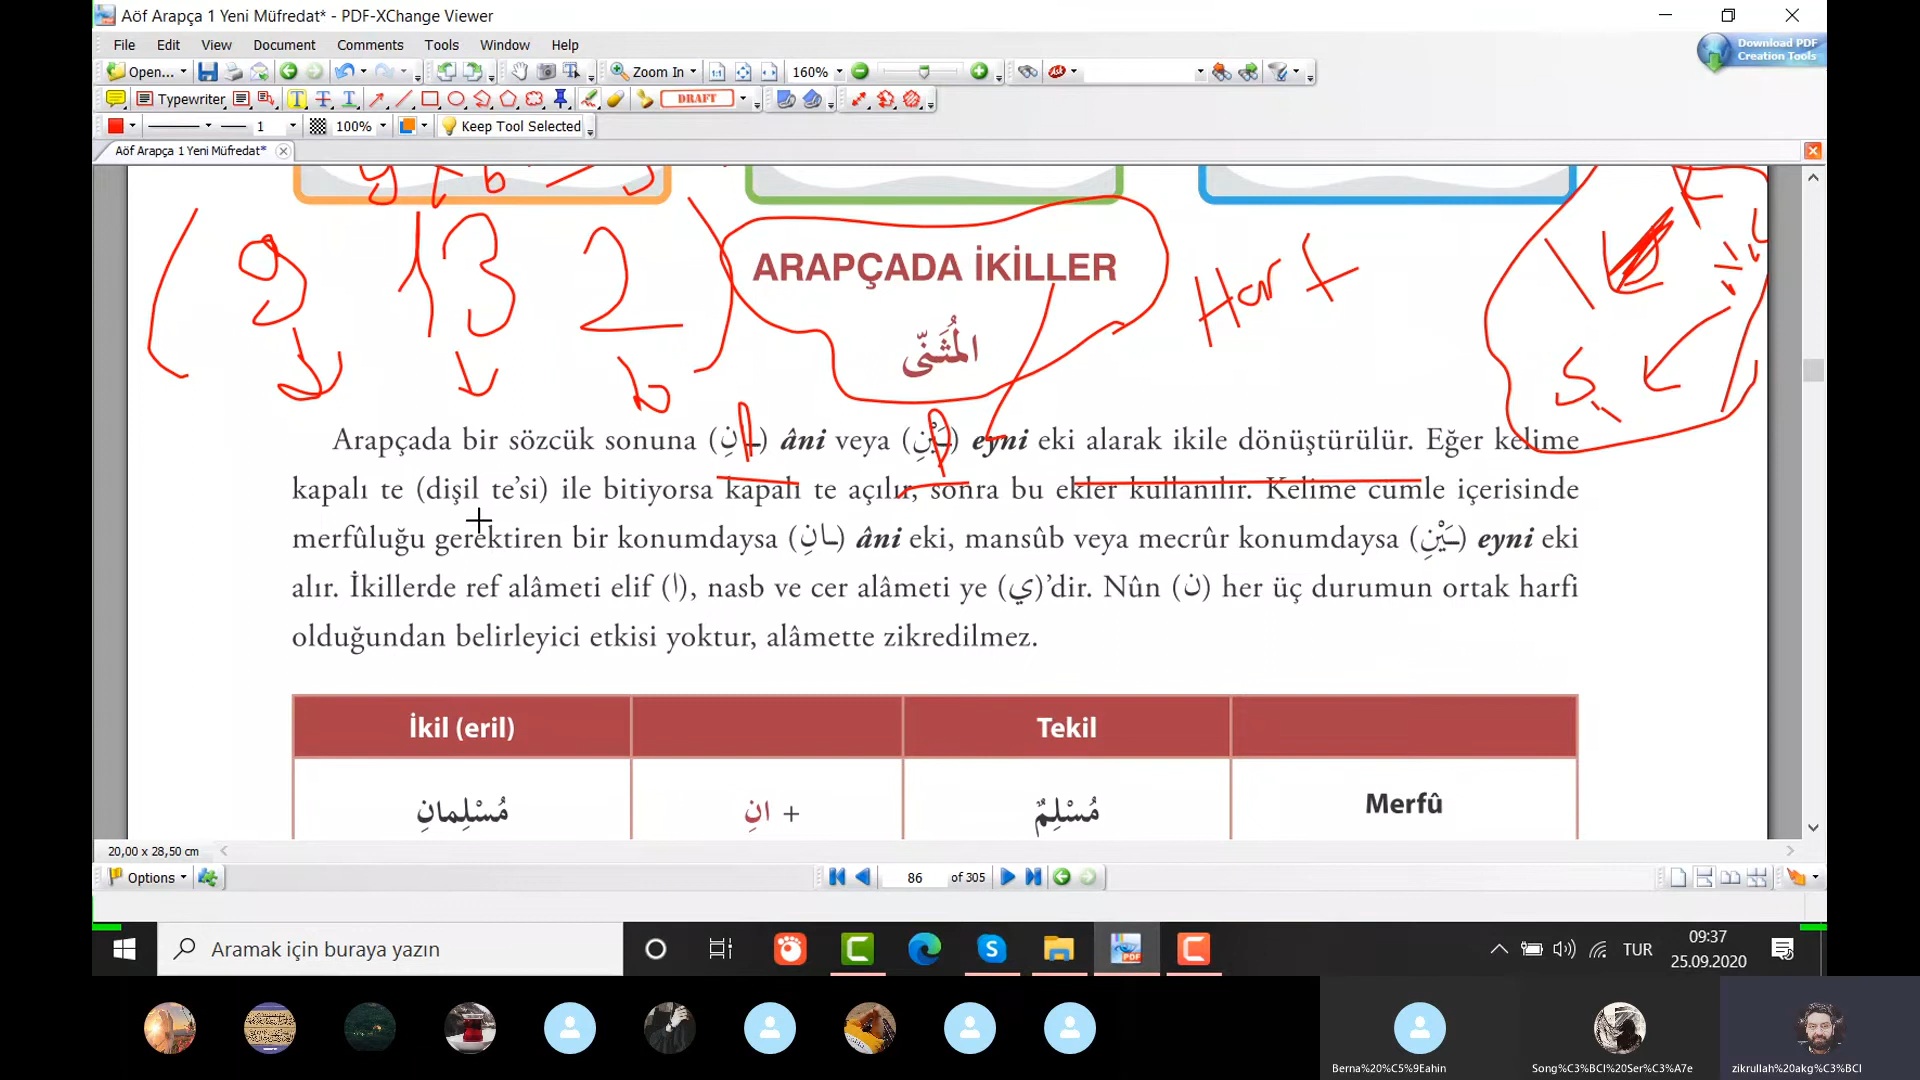 Aöf Arapça 1 Yeni Müfredat* - PDF-XChange Viewer
File Edit View Document Comments Tools Window Help
Download PDF
Creation Tools
Open... Zoom In 160%
Typewriter DRAFT
1 100% Keep Tool Selected
Aöf Arapça 1 Yeni Müfredat*
9 13 2
ARAPÇADA İKİLLER
Harf
المُثَنَّى
Arapçada bir sözcük sonuna (ـَانِ) âni veya (ـَيْنِ) eyni eki alarak ikile dönüştürülür. Eğer kelime
kapalı te (dişil te’si) ile bitiyorsa kapalı te açılır, sonra bu ekler kullanılır. Kelime cümle içerisinde
merfûluğu gerektiren bir konumdaysa (ـانِ) âni eki, mansûb veya mecrûr konumdaysa (ـَيْنِ) eyni eki
alır. İkillerde ref alâmeti elif (ا), nasb ve cer alâmeti ye (ي)’dir. Nûn (ن) her üç durumun ortak harfi
olduğundan belirleyici etkisi yoktur, alâmette zikredilmez.
İkil (eril) Tekil
مُسْلِمانِ + انِ مُسْلِمٌ Merfû
20,00 x 28,50 cm
Options 86 of 305
Aramak için buraya yazın
TUR
09:37
25.09.2020
Berna%20%C5%9Eahin Song%C3%BCl%20Ser%C3%A7e zikrullah%20akg%C3%BCl